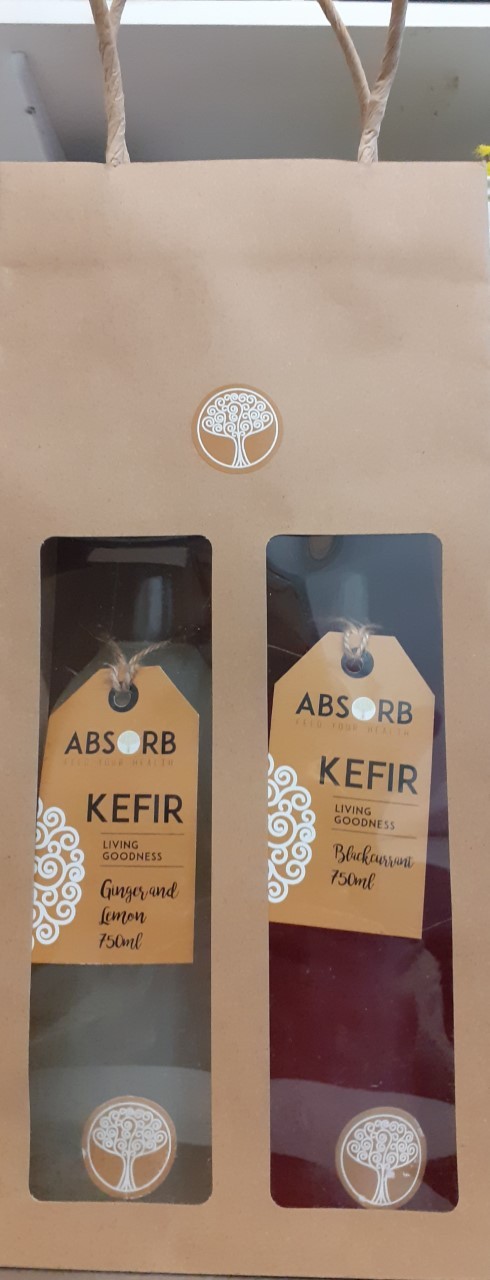 ABSORB
FEED YOUR HEALTH
KEFIR
LIVING
GOODNESS
Ginger and
Lemon
750ml
ABSORB
FEED YOUR HEALTH
KEFIR
LIVING
GOODNESS
Blackcurrant
750ml